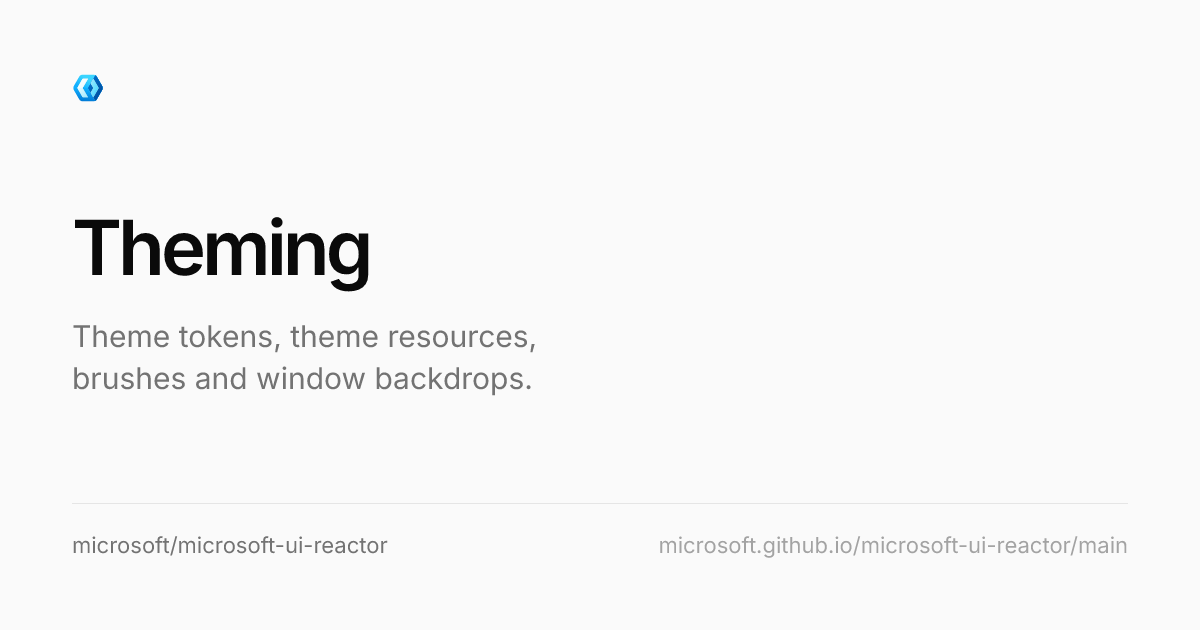 Theming
Theme tokens, theme resources,
brushes and window backdrops.
microsoft/microsoft-ui-reactor
microsoft.github.io/microsoft-ui-reactor/main